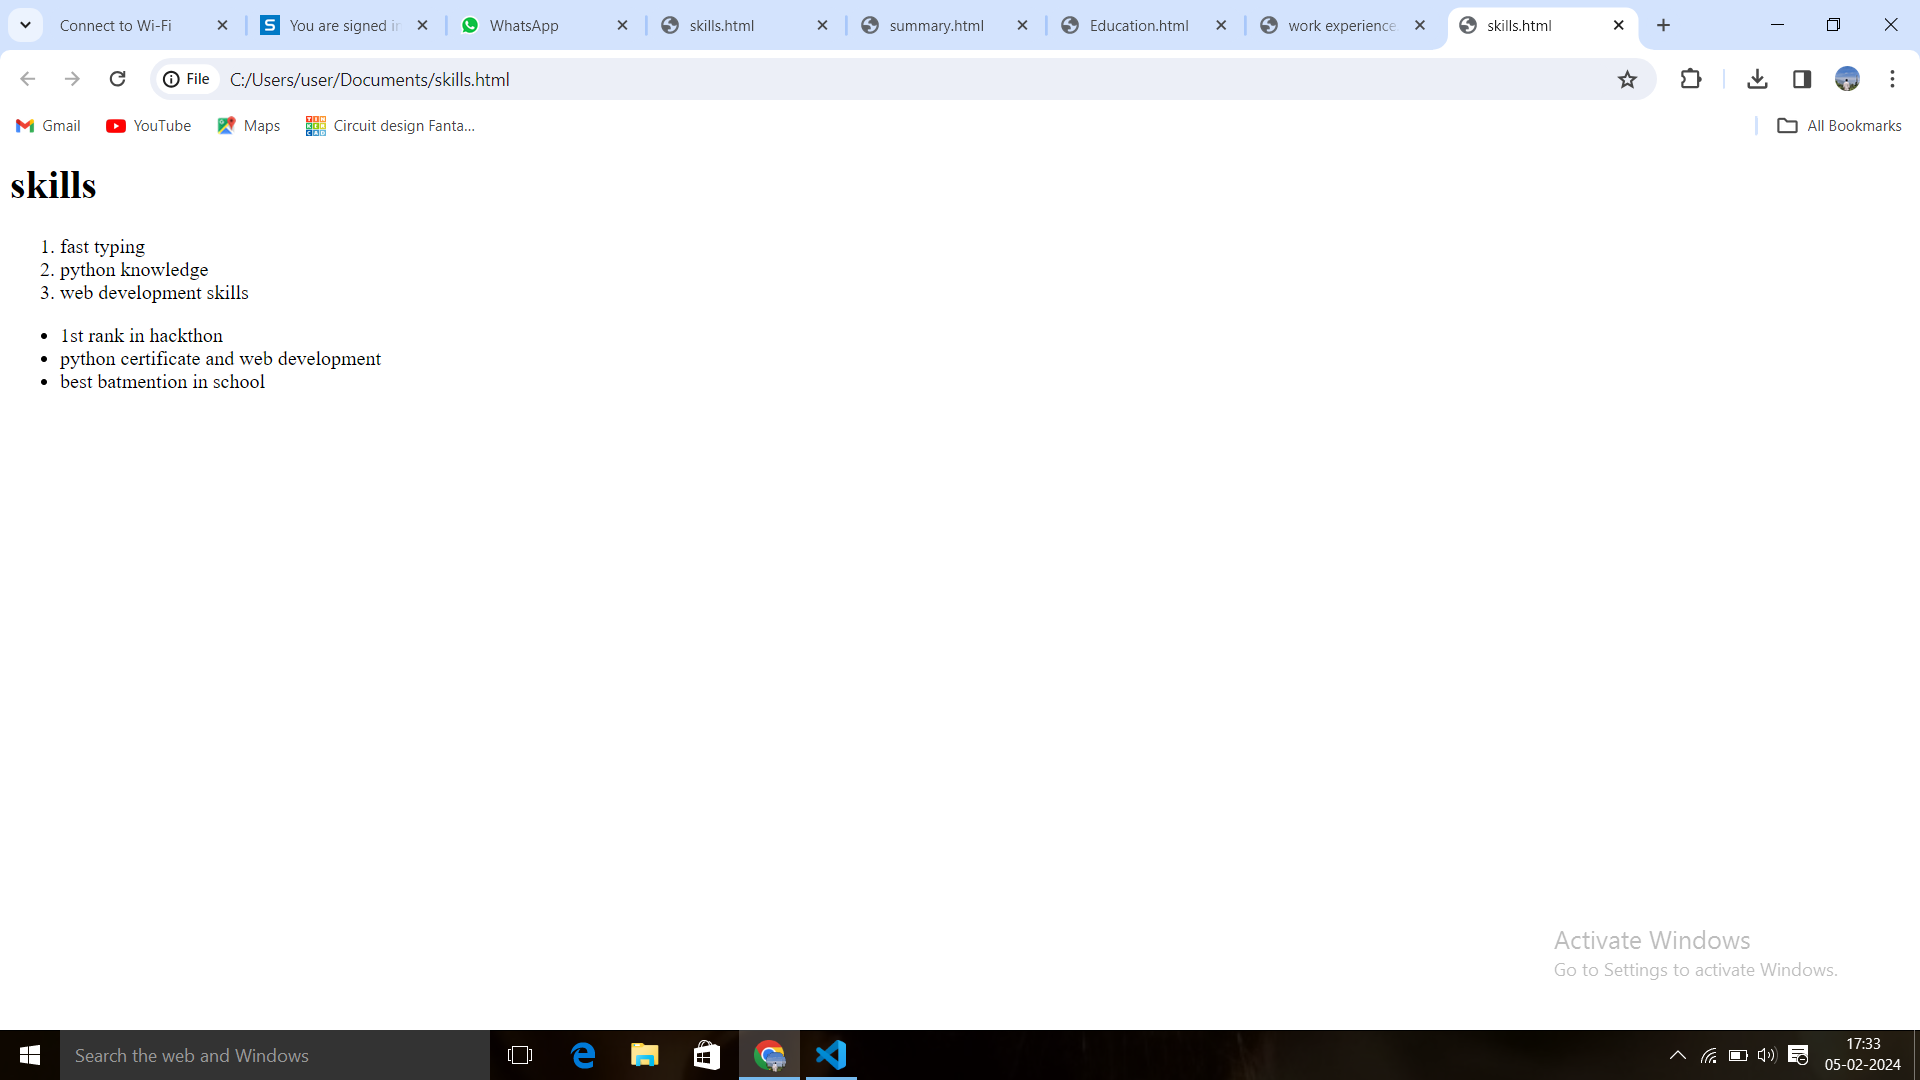 Connect to Wi-Fi
You are signed in
WhatsApp
skills.html
summary.html
Education.html
work experience
skills.html
File
C:/Users/user/Documents/skills.html
Gmail
YouTube
Maps
Circuit design Fanta...
All Bookmarks
skills
1. fast typing
2. python knowledge
3. web development skills
• 1st rank in hackthon
• python certificate and web development
• best batmention in school
Activate Windows
Go to Settings to activate Windows.
Search the web and Windows
17:33
05-02-2024